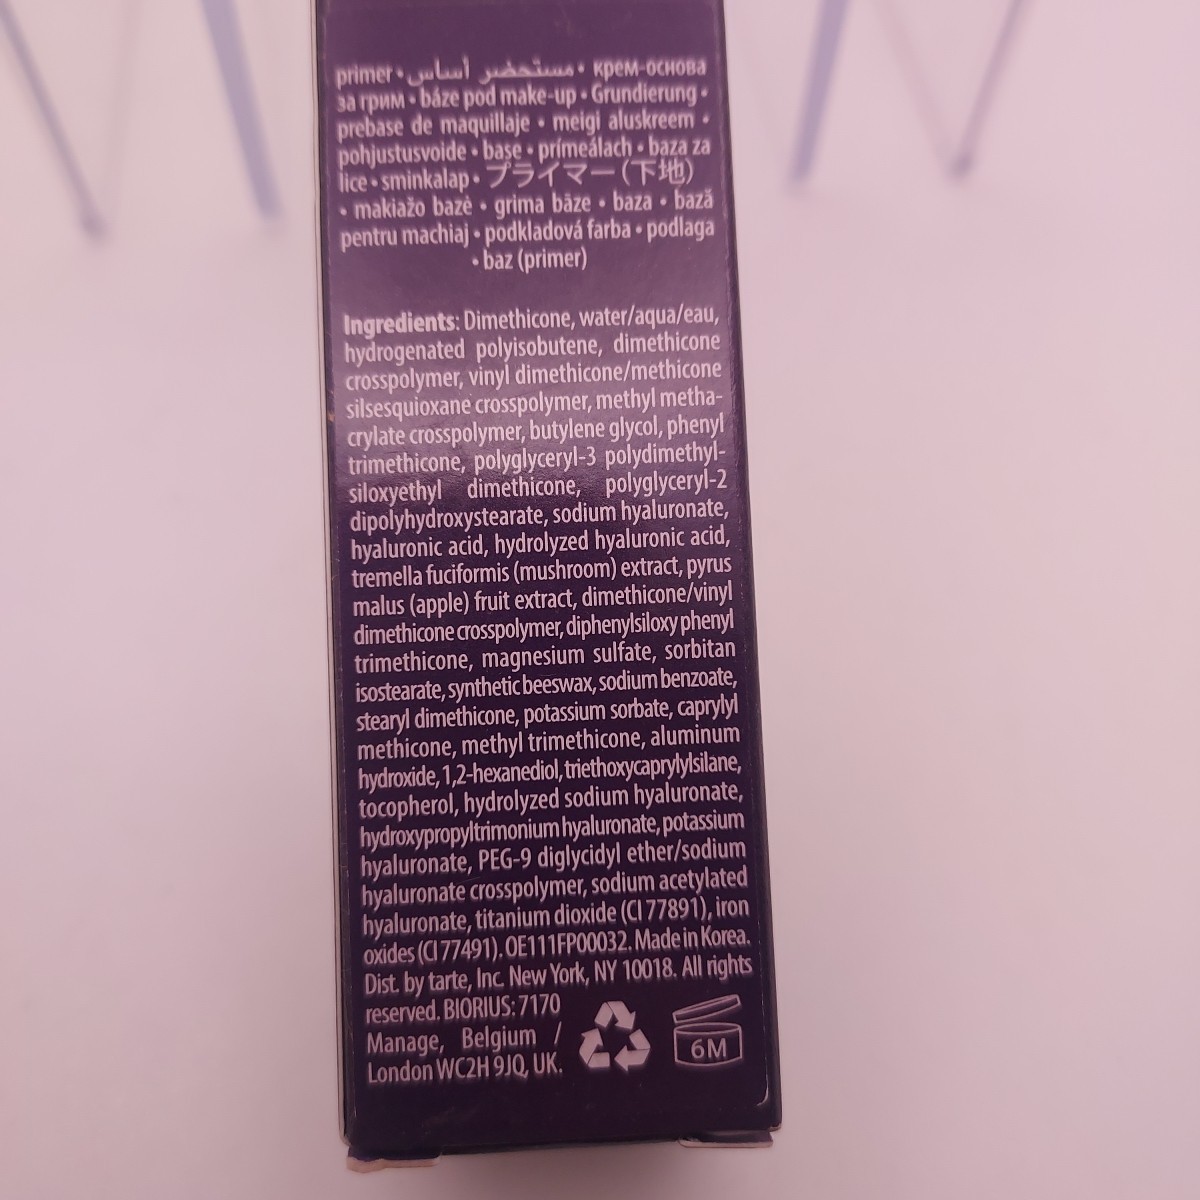 primer • مستحضر أساس • крем-основа
за грим • báze pod make-up • Grundierung •
prebase de maquillaje • meigi aluskreem •
pohjustusvoide • base • prímeálach • baza za
lice • sminkalap • プライマー(下地)
• makiažo bazė • grima bāze • baza • bază
pentru machiaj • podkladová farba • podlaga
• baz (primer)
Ingredients: Dimethicone, water/aqua/eau,
hydrogenated polyisobutene, dimethicone
crosspolymer, vinyl dimethicone/methicone
silsesquioxane crosspolymer, methyl metha-
crylate crosspolymer, butylene glycol, phenyl
trimethicone, polyglyceryl-3 polydimethyl-
siloxyethyl dimethicone, polyglyceryl-2
dipolyhydroxystearate, sodium hyaluronate,
hyaluronic acid, hydrolyzed hyaluronic acid,
tremella fuciformis (mushroom) extract, pyrus
malus (apple) fruit extract, dimethicone/vinyl
dimethicone crosspolymer, diphenylsiloxy phenyl
trimethicone, magnesium sulfate, sorbitan
isostearate, synthetic beeswax, sodium benzoate,
stearyl dimethicone, potassium sorbate, caprylyl
methicone, methyl trimethicone, aluminum
hydroxide, 1,2-hexanediol, triethoxycaprylylsilane,
tocopherol, hydrolyzed sodium hyaluronate,
hydroxypropyltrimonium hyaluronate, potassium
hyaluronate, PEG-9 diglycidyl ether/sodium
hyaluronate crosspolymer, sodium acetylated
hyaluronate, titanium dioxide (CI 77891), iron
oxides (CI 77491). OE111FP00032. Made in Korea.
Dist. by tarte, Inc. New York, NY 10018. All rights
reserved. BIORIUS: 7170
Manage, Belgium /
London WC2H 9JQ, UK.
6M